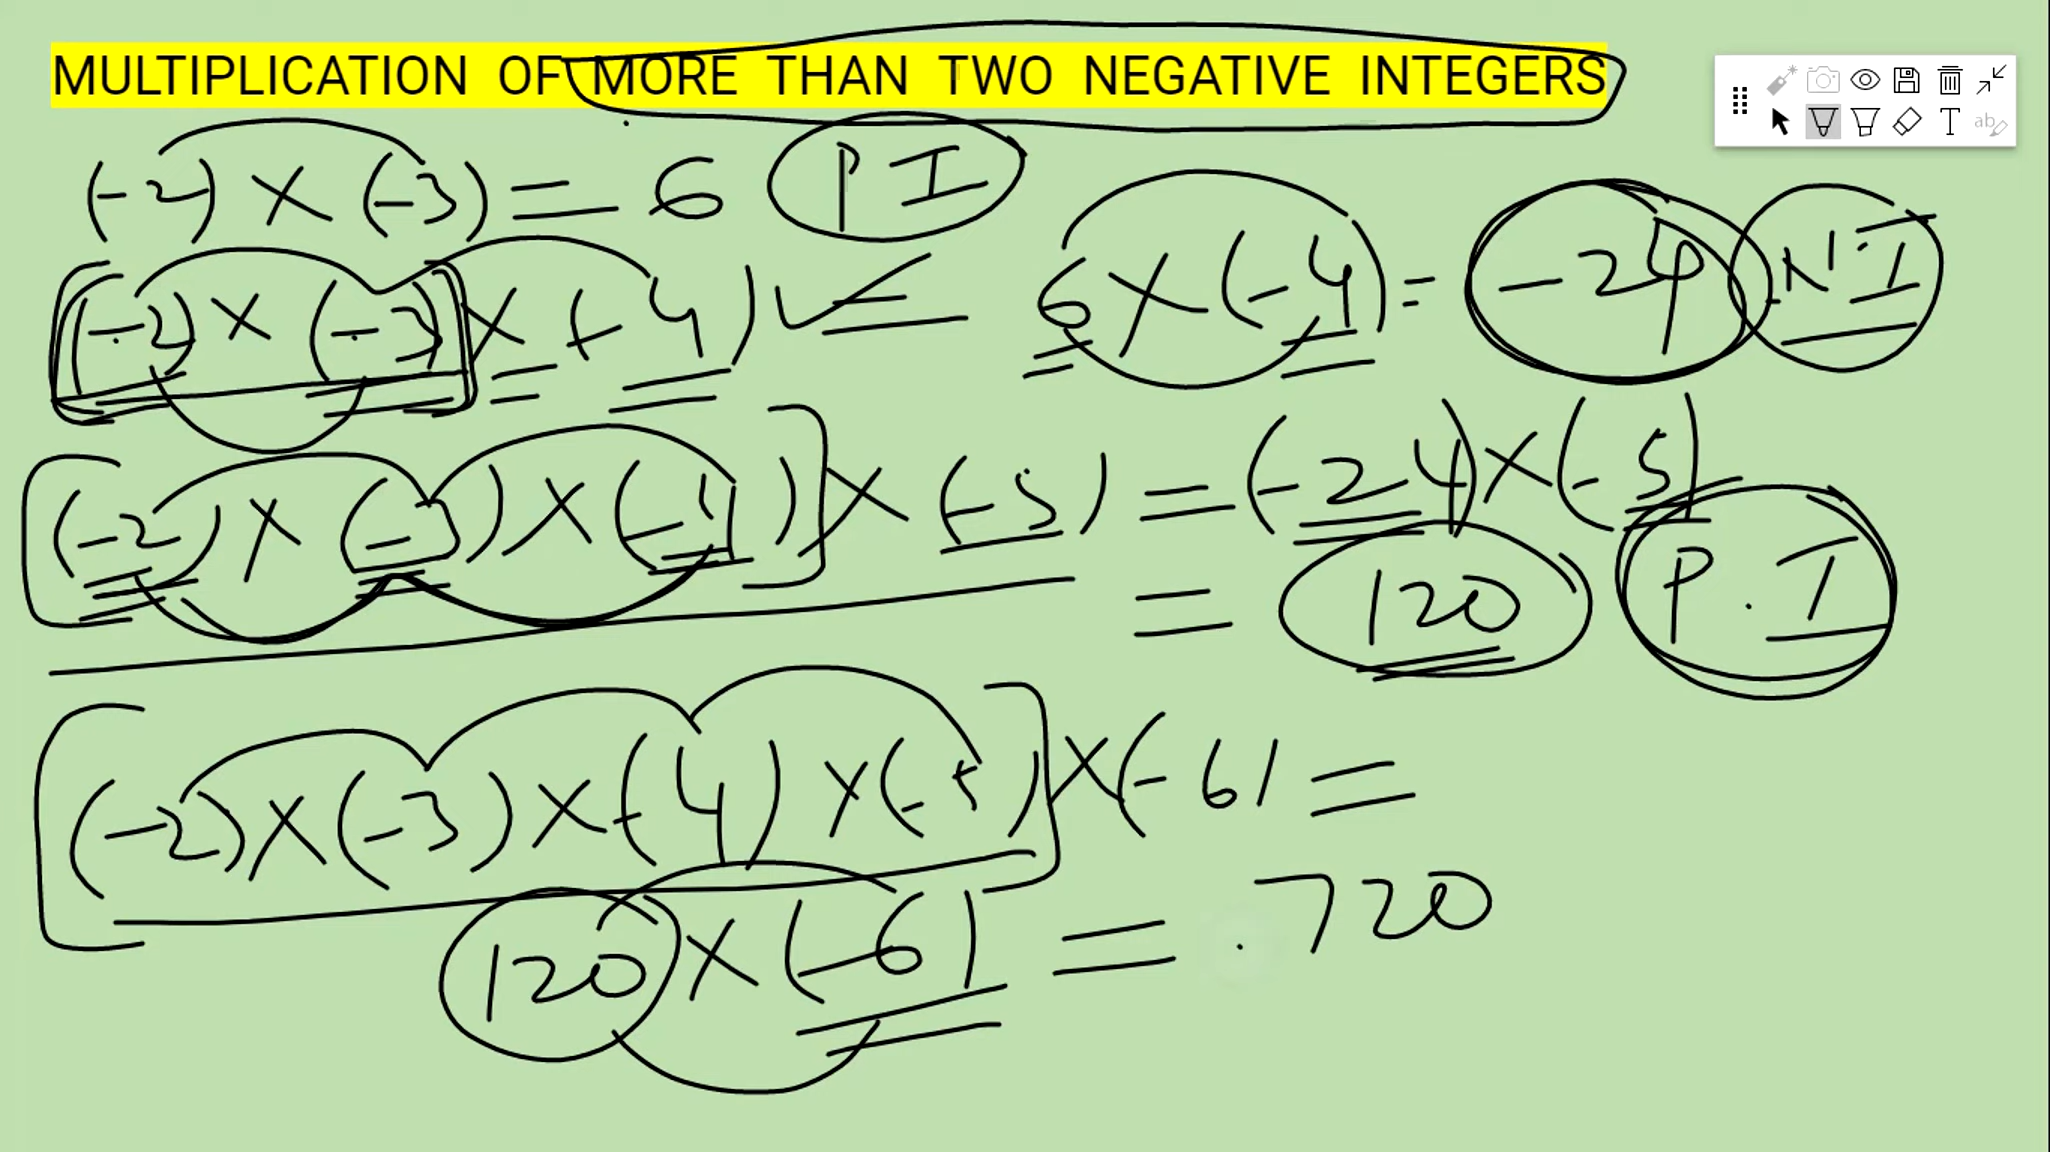 MULTIPLICATION OF MORE THAN TWO NEGATIVE INTEGERS
(-2) X (-3) = 6 P I
(-2) X (-3) X (-4) 6 X (-4) = -24 N.I
[(-2) X (-3) X (-4)] X (-5) = (-24) X (-5)
= 120 P.I
[(-2) X (-3) X (-4) X (-5)] X (-6) =
120 X (-6) = 720
T
ab